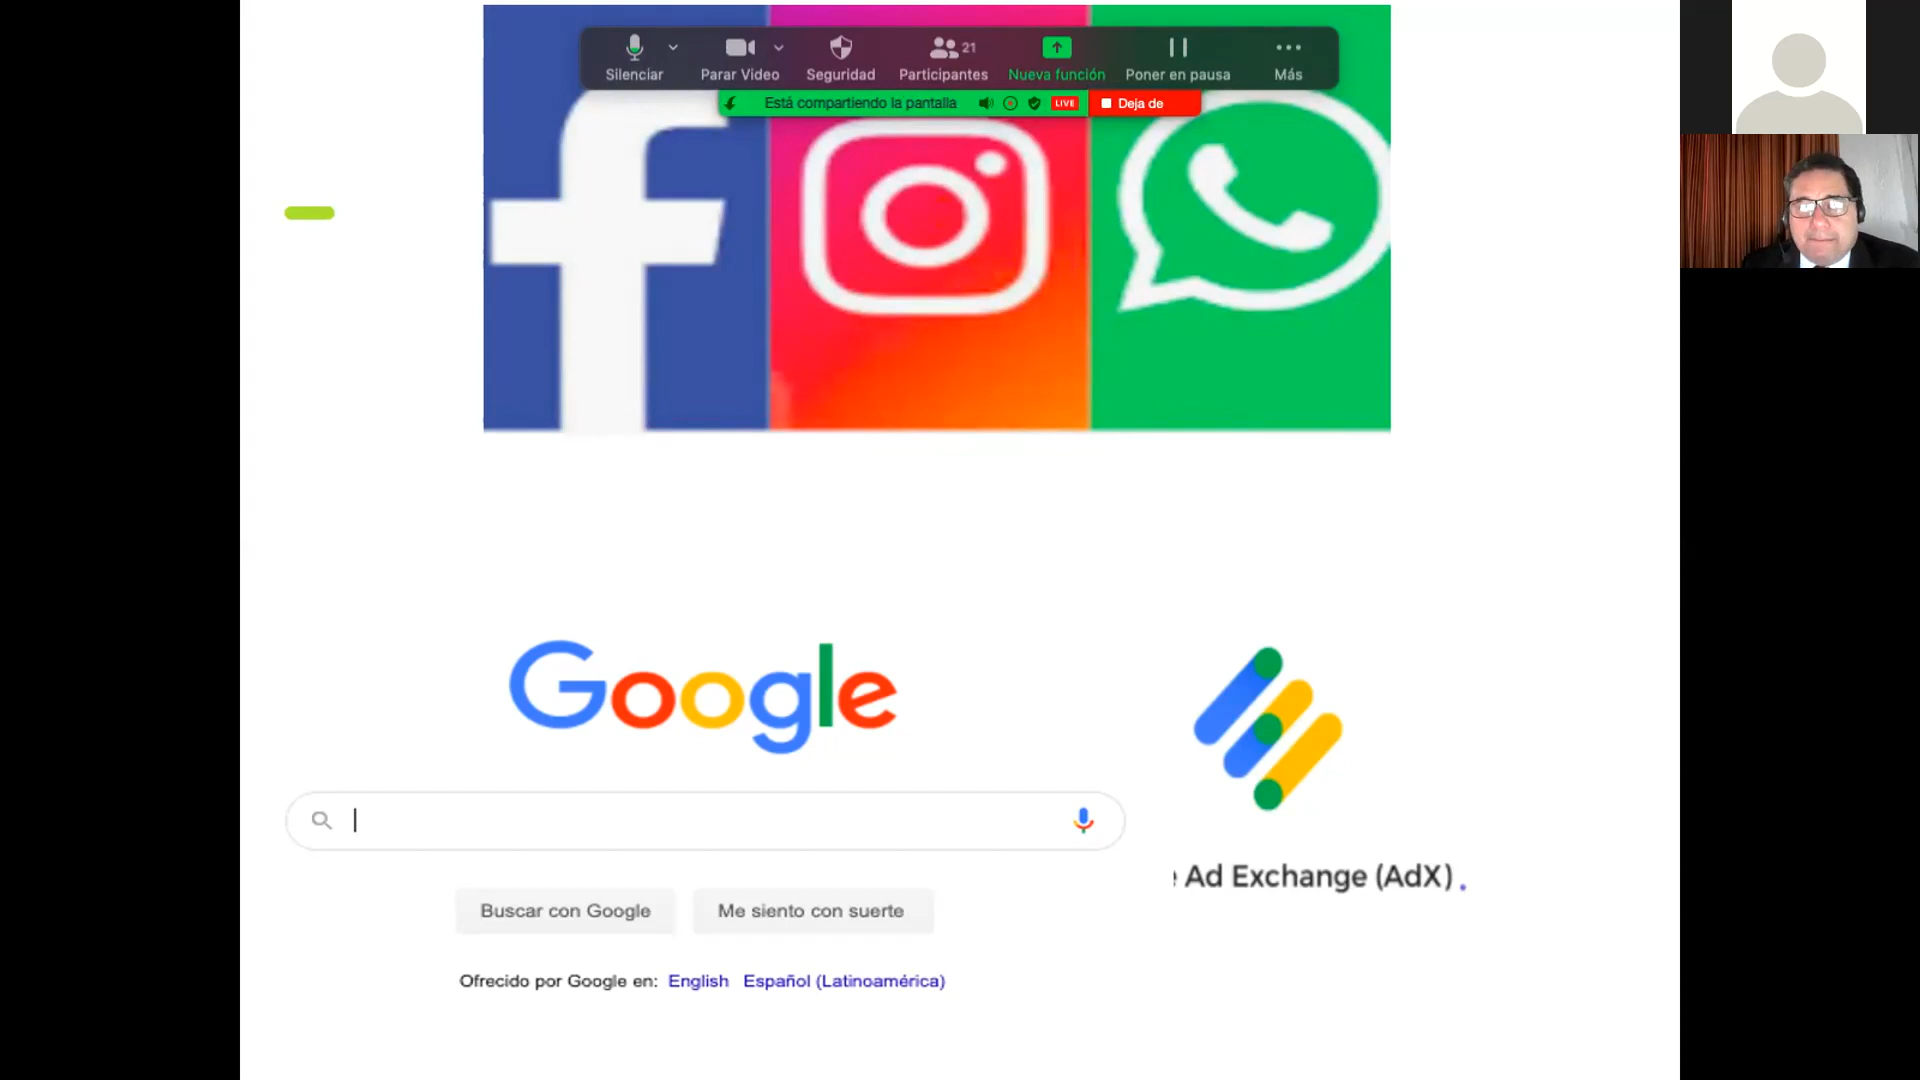 21
Silenciar Parar Video Seguridad Participantes Nueva función Poner en pausa Más
Está compartiendo la pantalla LIVE Deja de
Google
Ad Exchange (AdX) .
Buscar con Google Me siento con suerte
Ofrecido por Google en: English Español (Latinoamérica)